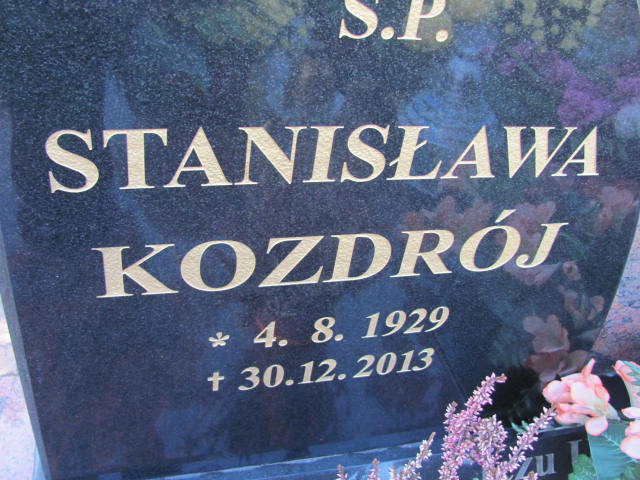 Ś.P.
STANISŁAWA
KOZDRÓJ
* 4. 8. 1929
† 30.12.2013